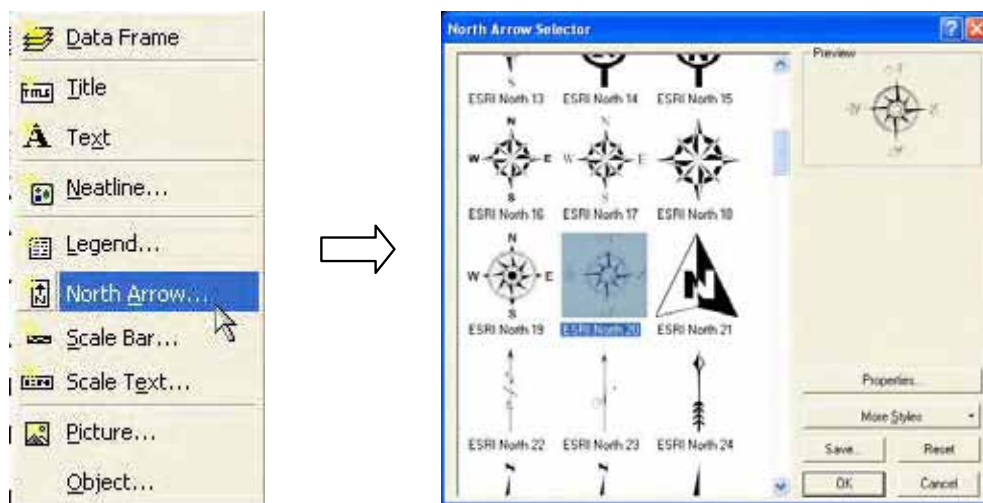 Data Frame
Title
Text
Neatline...
Legend...
North Arrow...
Scale Bar...
Scale Text...
Picture...
Object...
North Arrow Selector
ESRI North 13 ESRI North 14 ESRI North 15
N N
W E W E
S S
ESRI North 16 ESRI North 17 ESRI North 18
N
W E N
S
ESRI North 19 ESRI North 20 ESRI North 21
ESRI North 22 ESRI North 23 ESRI North 24
Preview
Properties...
More Styles
Save... Reset
OK Cancel